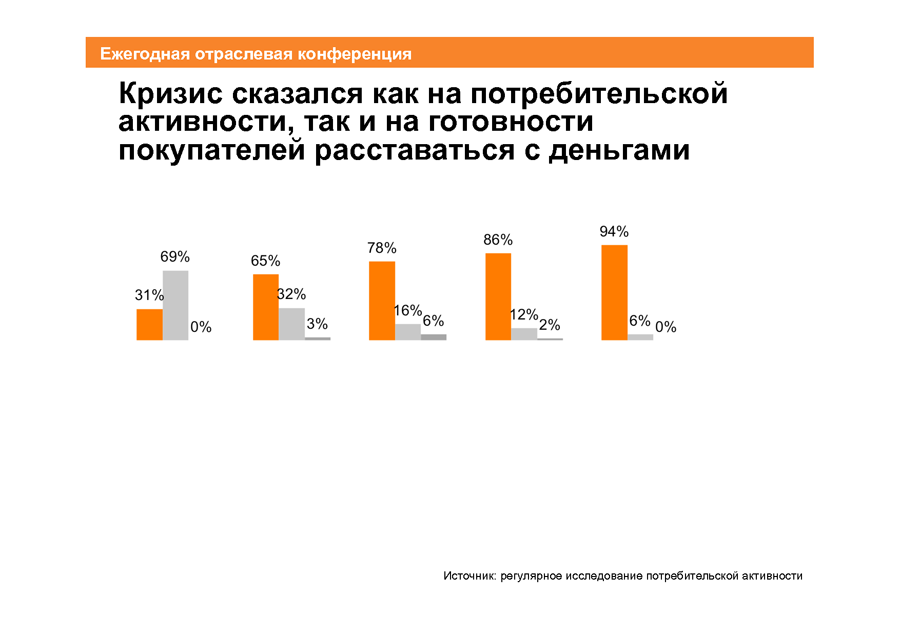 Ежегодная отраслевая конференция
Кризис сказался как на потребительской
активности, так и на готовности
покупателей расставаться с деньгами
31% 69% 0% 65% 32% 3% 78% 16% 6% 86% 12% 2% 94% 6% 0%
Источник: регулярное исследование потребительской активности